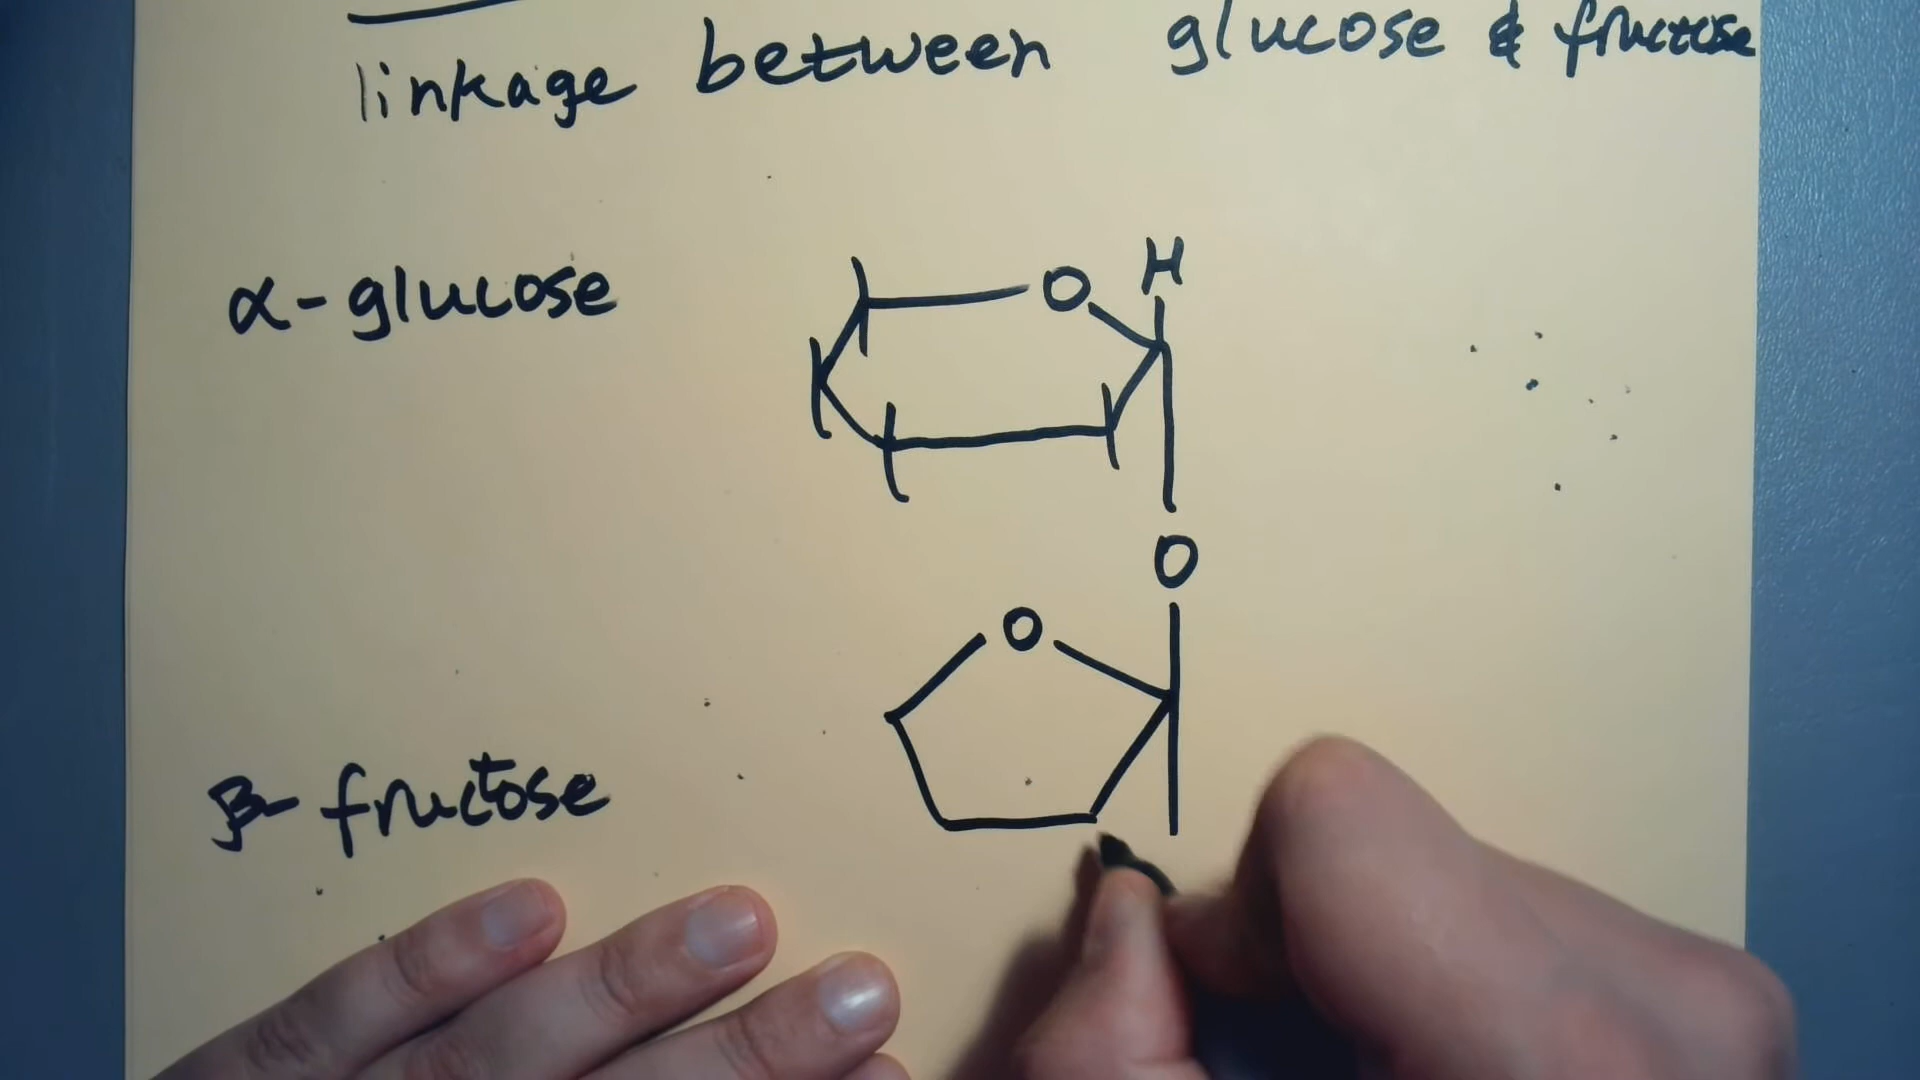 linkage between glucose & fructose
α-glucose
O H
O
O
β- fructose